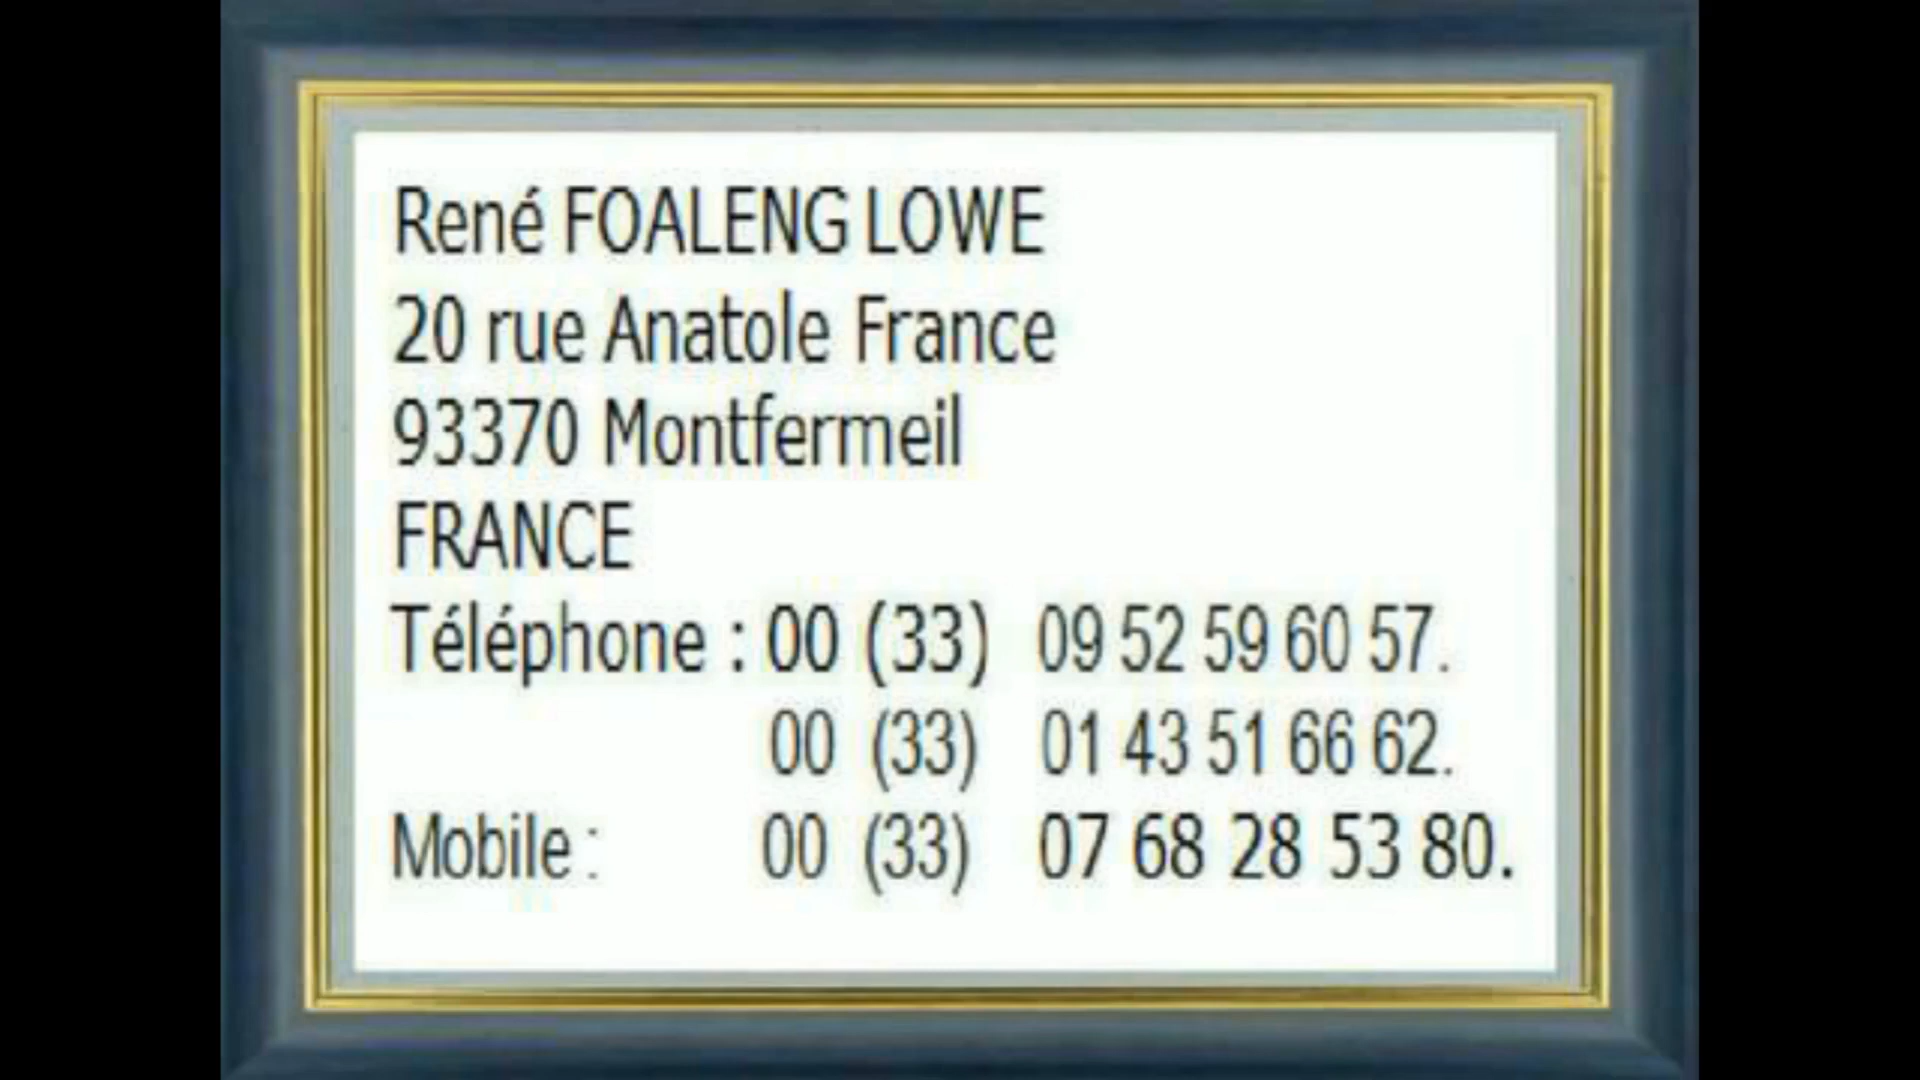 René FOALENG LOWE
20 rue Anatole France
93370 Montfermeil
FRANCE
Téléphone : 00 (33) 09 52 59 60 57.
00 (33) 01 43 51 66 62.
Mobile : 00 (33) 07 68 28 53 80.